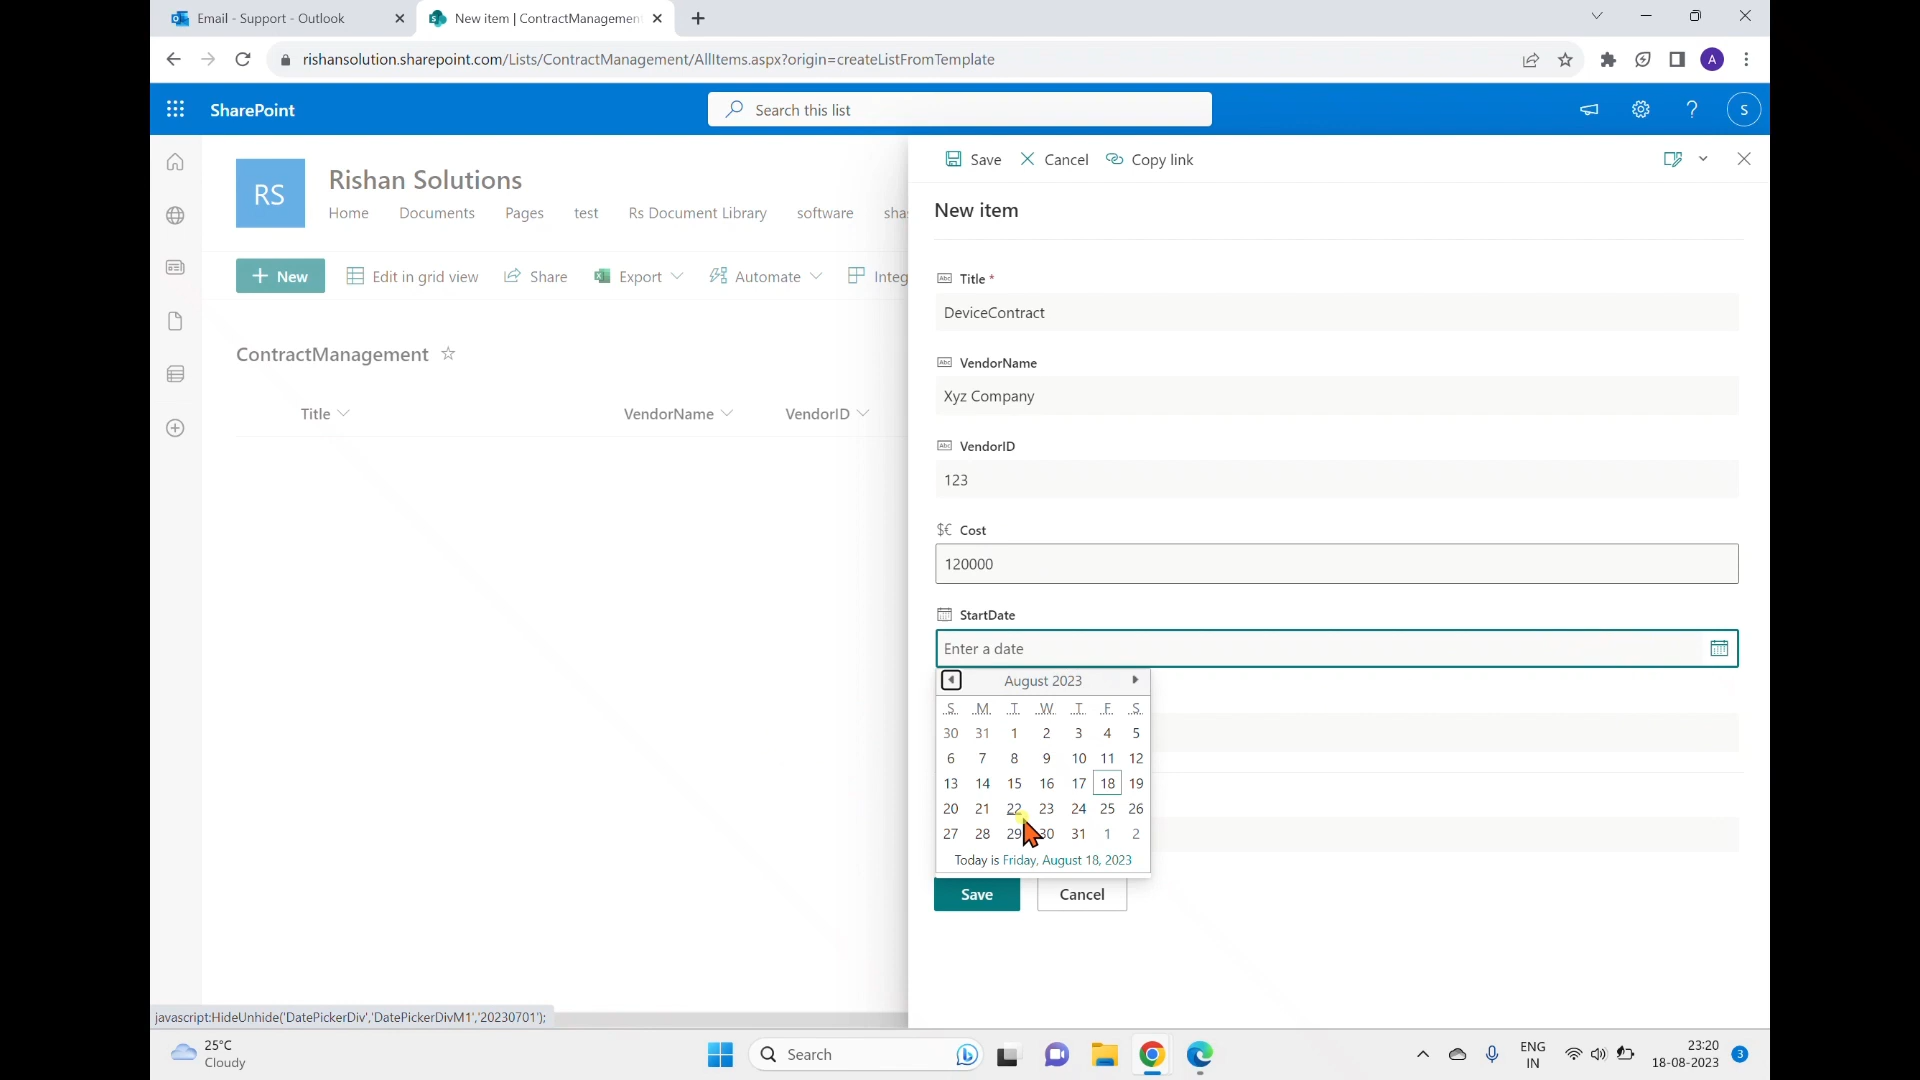 Email - Support - Outlook
New item | ContractManagemen
rishansolution.sharepoint.com/Lists/ContractManagement/AllItems.aspx?origin=createListFromTemplate
A
SharePoint
Search this list
S
Save
Cancel
Copy link
RS
Rishan Solutions
Home
Documents
Pages
test
Rs Document Library
software
sha
New item
New
Edit in grid view
Share
Export
Automate
Integ
Title *
DeviceContract
ContractManagement
VendorName
Xyz Company
Title
VendorName
VendorID
VendorID
123
Cost
120000
StartDate
Enter a date
August 2023
S M T W T F S
30 31 1 2 3 4 5
6 7 8 9 10 11 12
13 14 15 16 17 18 19
20 21 22 23 24 25 26
27 28 29 30 31 1 2
Today is Friday, August 18, 2023
Save
Cancel
javascript:HideUnhide('DatePickerDiv','DatePickerDivM1','20230701');
25°C
Cloudy
Search
ENG
IN
23:20
18-08-2023
3